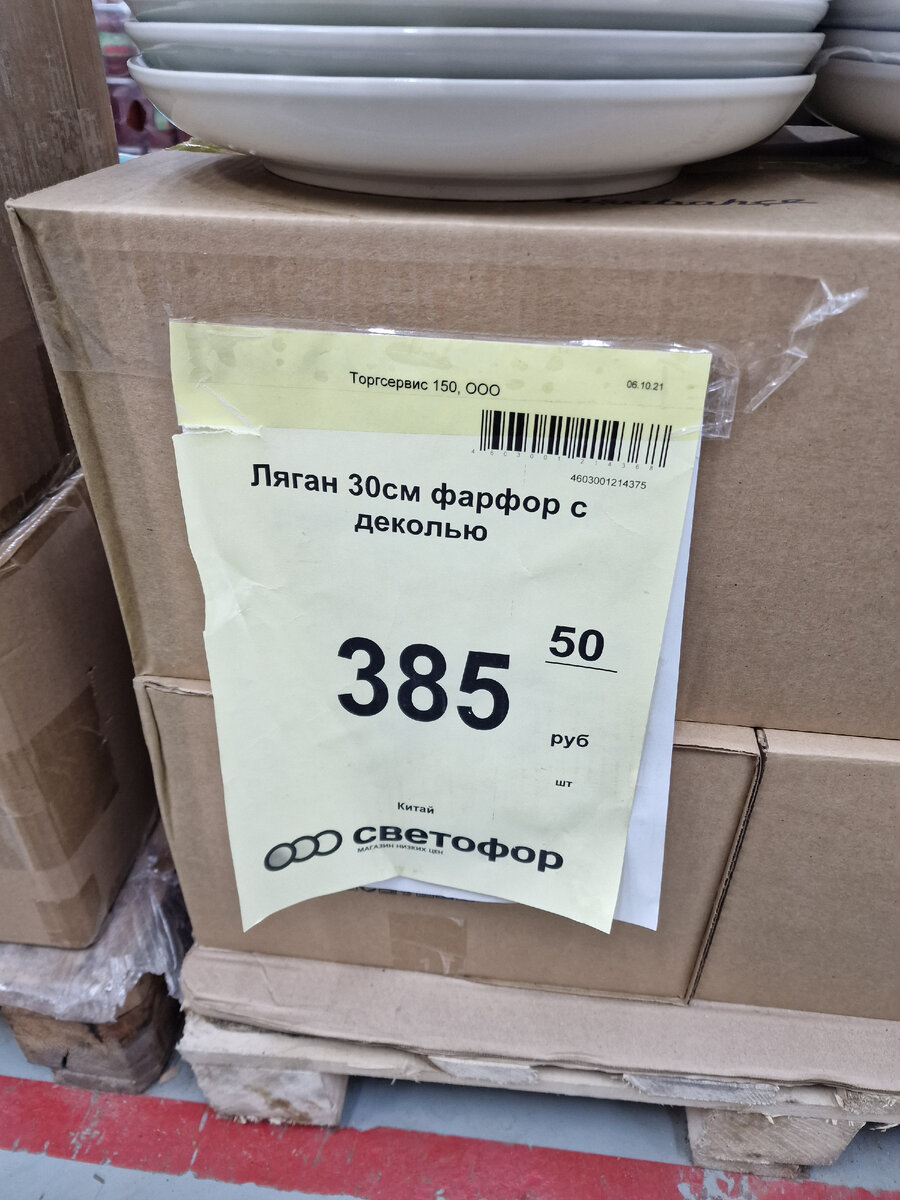 Торгсервис 150, ООО
06.10.21
4603001214368
4603001214375
Ляган 30см фарфор с
деколью
385
50
руб
шт
Китай
светофор
МАГАЗИН НИЗКИХ ЦЕН